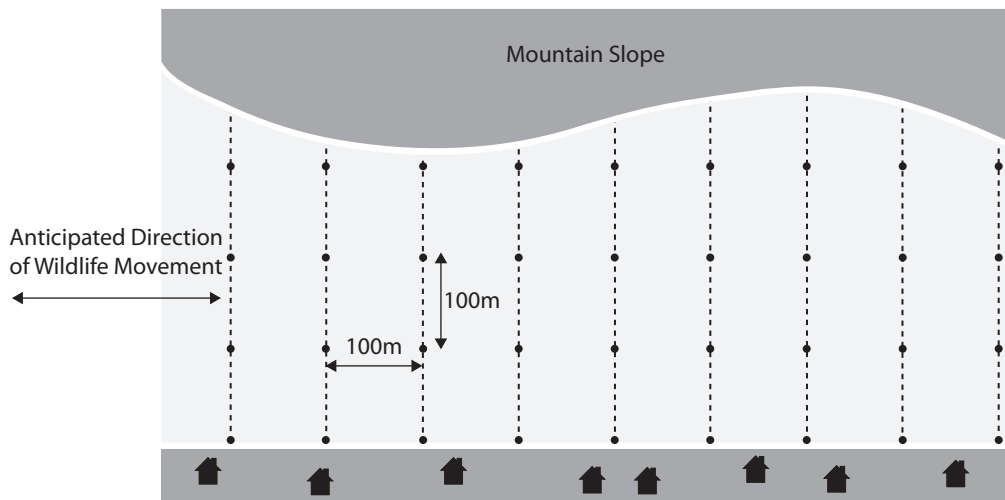 Mountain Slope
Anticipated Direction
of Wildlife Movement
100m
100m